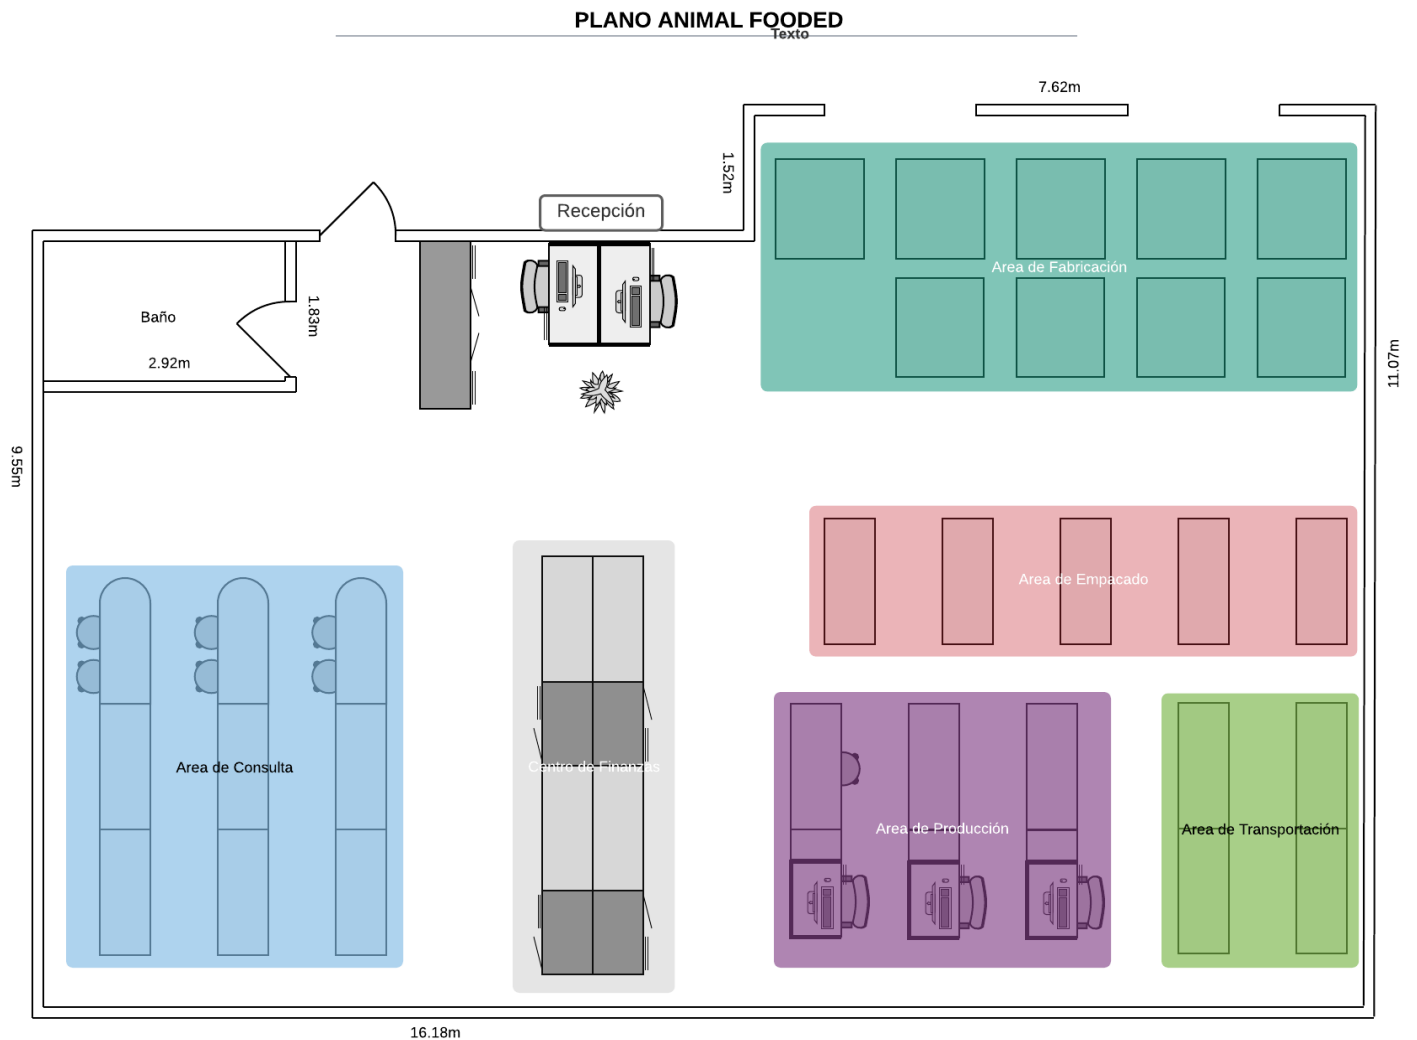 PLANO ANIMAL FOODED
Texto
7.62m
1.52m
Recepción
Area de Fabricación
Baño
1.83m
2.92m
11.07m
9.55m
Area de Empacado
Area de Consulta
Centro de Finanzas
Area de Producción
Area de Transportación
16.18m